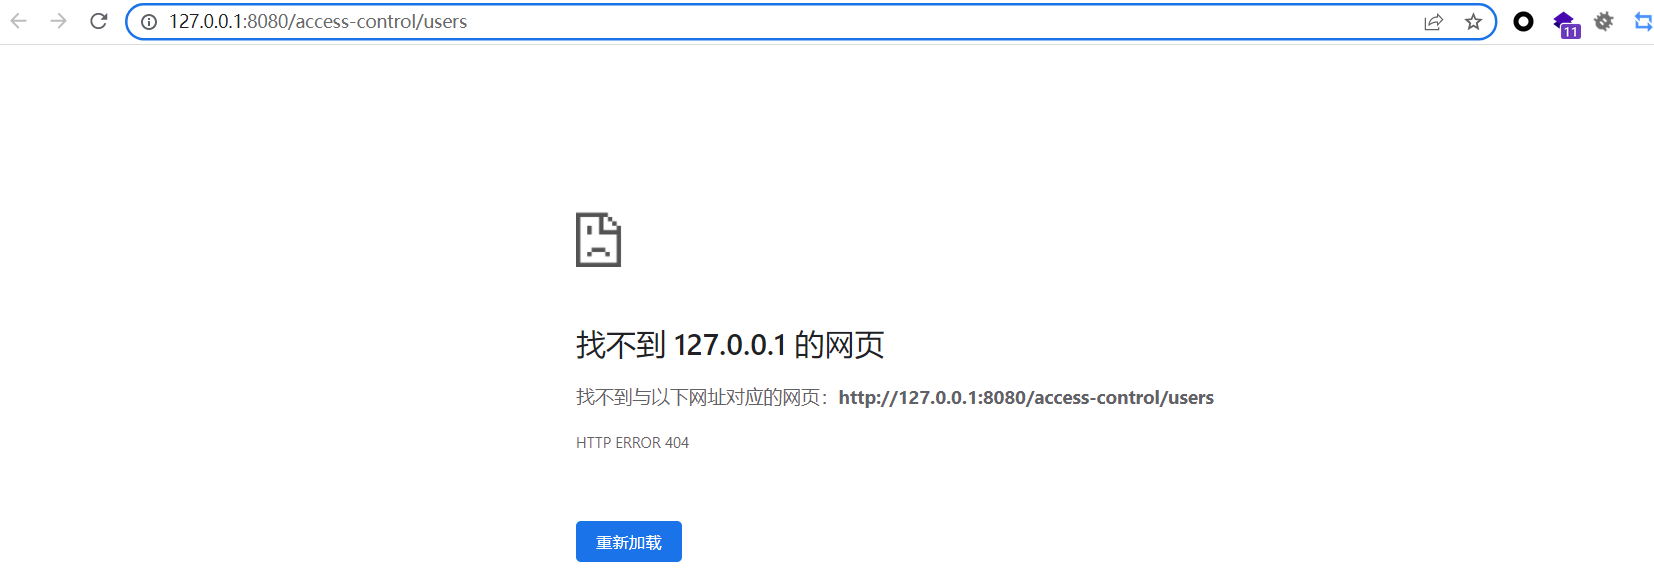 127.0.0.1:8080/access-control/users
11
找不到 127.0.0.1 的网页
找不到与以下网址对应的网页：http://127.0.0.1:8080/access-control/users
HTTP ERROR 404
重新加载